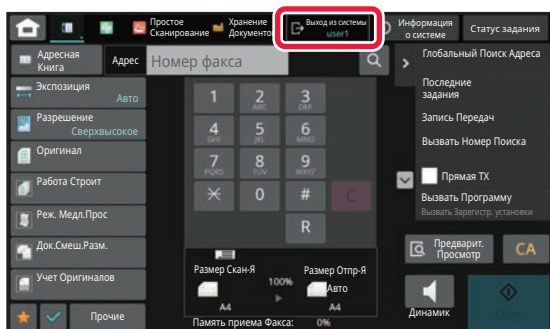 Простое
Сканирование
Хранение
Документо
Выход из системы
user1
Информация
о системе
Статус задания
Адресная
Книга
Адрес
Номер факса
Глобальный Поиск Адреса
Экспозиция
Авто
Разрешение
Сверхвысокое
Оригинал
Работа Строит
Реж. Медл.Прос
Док.Смеш.Разм.
Учет Оригиналов
Прочие
1
2
ABC
3
DEF
4
GHI
5
JKL
6
MNO
7
PQRS
8
TUV
9
WXYZ
0
#
C
R
Размер Скан-Я
100%
Размер Отпр-Я
Авто
A4
A4
Память приема Факса: 0%
Последние
задания
Запись Передач
Вызвать Номер Поиска
Прямая TX
Вызвать Программу
Вызвать Зарегистр. установки
Предварит.
Просмотр
CA
Динамик